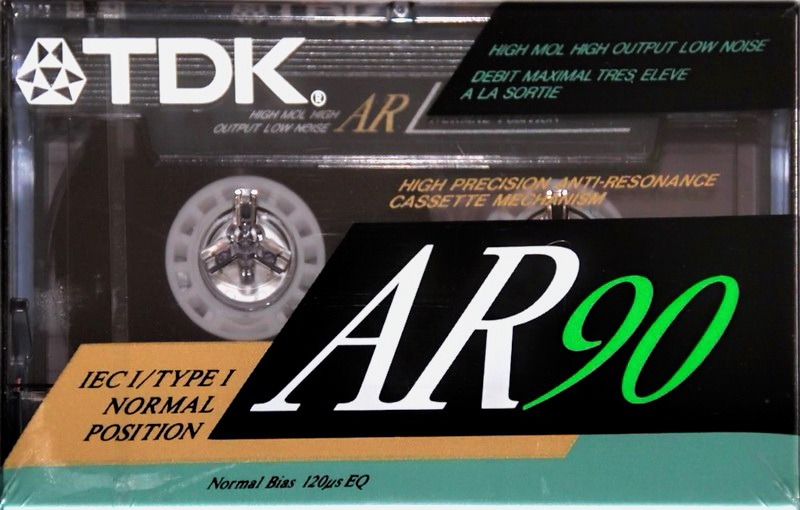 TDK®
HIGH MOL HIGH OUTPUT LOW NOISE
DEBIT MAXIMAL TRES ELEVE
A LA SORTIE
HIGH MOL HIGH
OUTPUT LOW NOISE
AR
POSITION
HIGH PRECISION ANTI-RESONANCE
CASSETTE MECHANISM
AR90
IEC I/TYPE I
NORMAL
POSITION
Normal Bias 120µs EQ